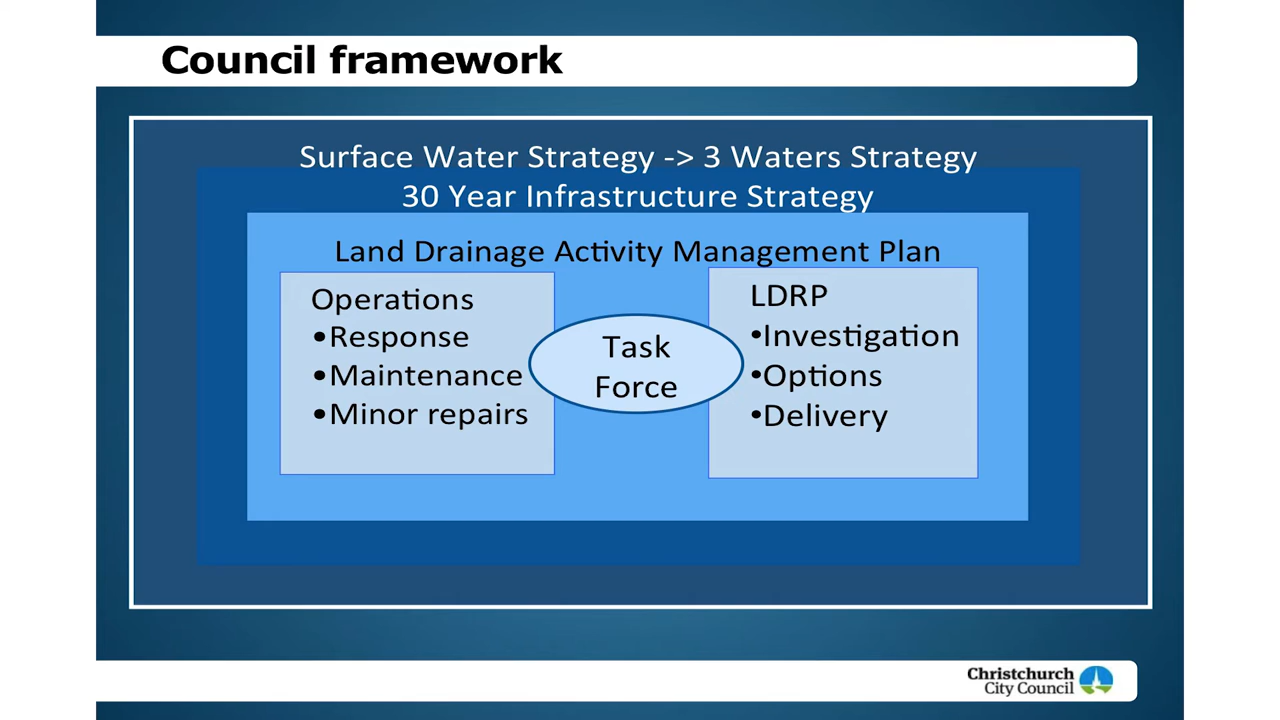 Council framework
Surface Water Strategy -> 3 Waters Strategy
30 Year Infrastructure Strategy
Land Drainage Activity Management Plan
Operations
•Response
•Maintenance
•Minor repairs
Task
Force
LDRP
•Investigation
•Options
•Delivery
Christchurch
City Council